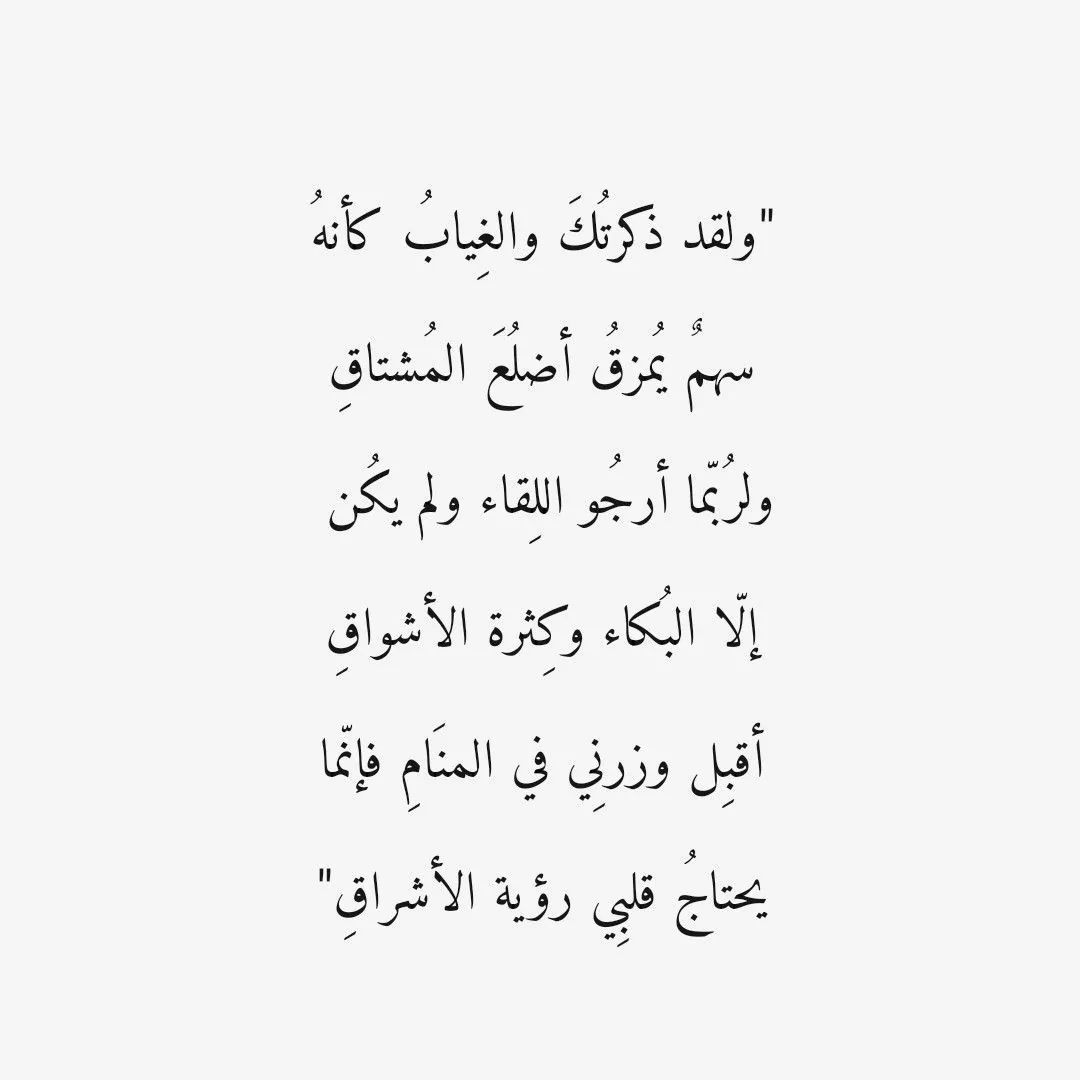 "ولقد ذكرتُكَ والغِيابُ كأنهُ
سهمٌ يُمزقُ أضلُعَ المُشتاقِ
ولرُبّما أرجُو اللِقاء ولم يكُن
إلّا البُكاء وكِثرة الأشواقِ
أقبِل وزرنِي في المنَامِ فإنّما
يحتاجُ قلبِي رؤية الأشراقِ"